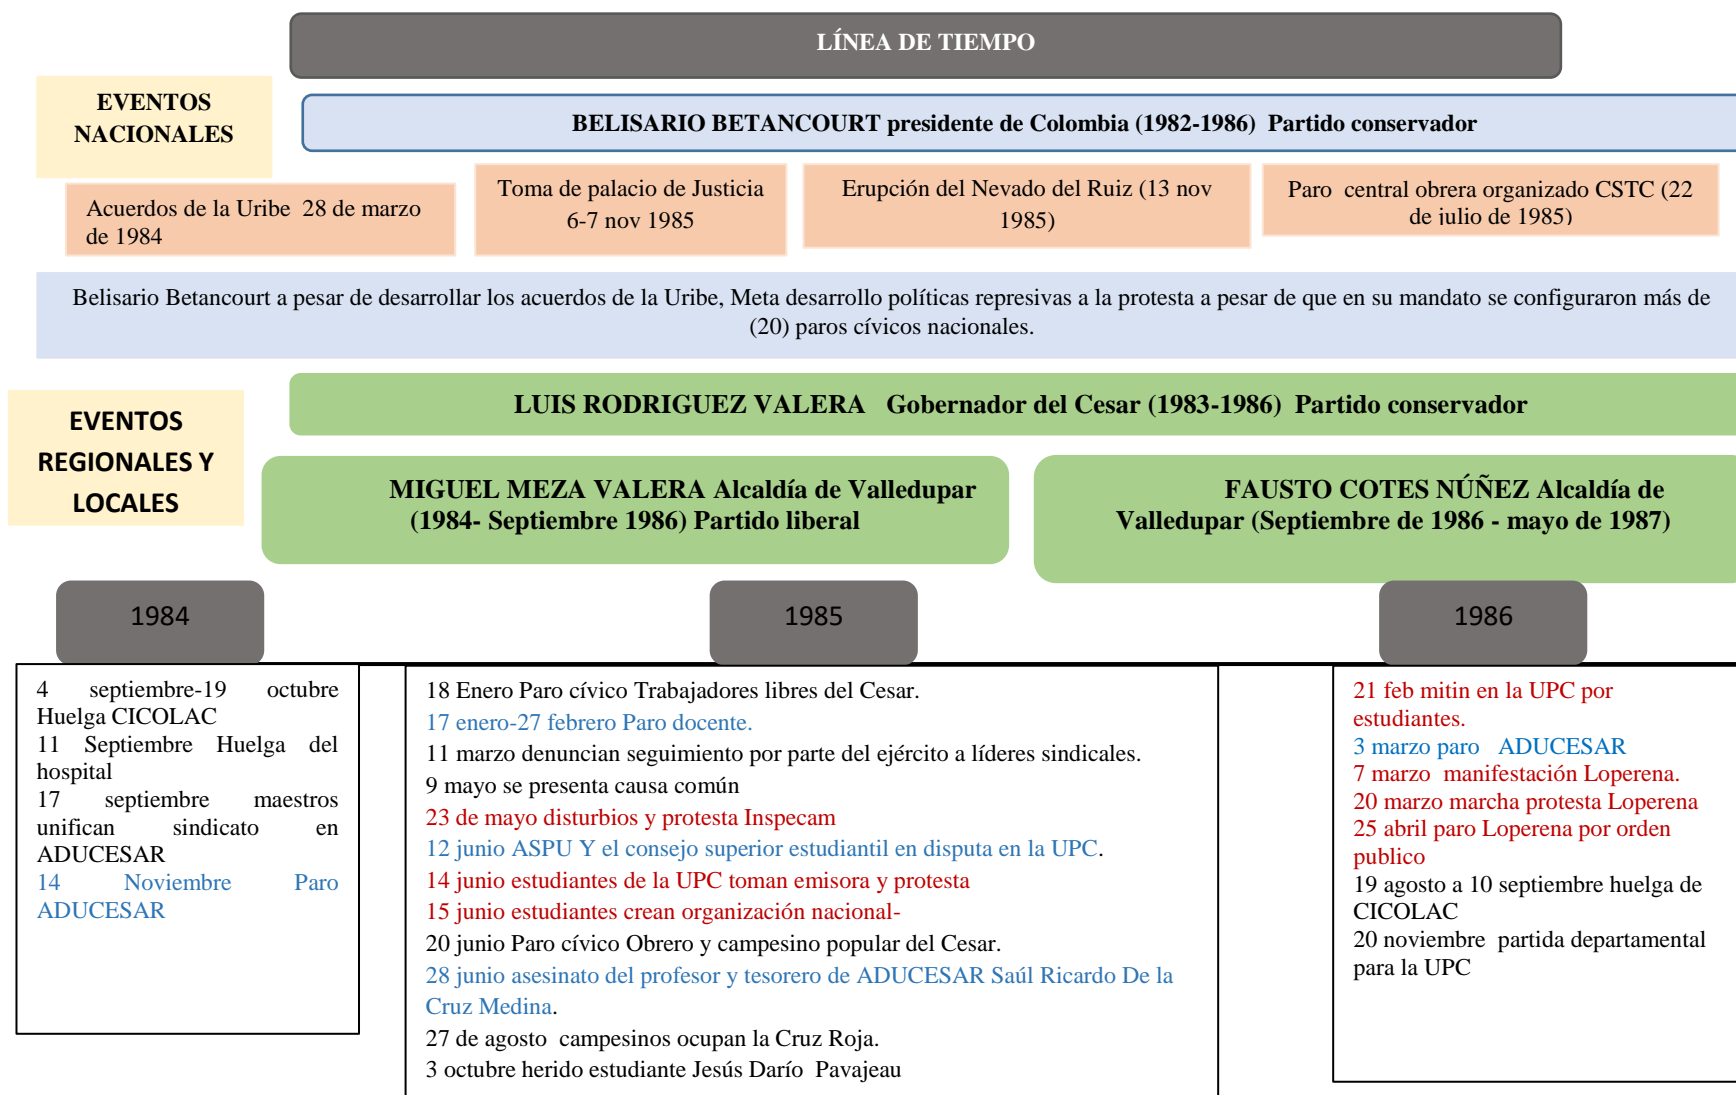 LÍNEA DE TIEMPO
EVENTOS
NACIONALES
BELISARIO BETANCOURT presidente de Colombia (1982-1986) Partido conservador
Acuerdos de la Uribe 28 de marzo
de 1984
Toma de palacio de Justicia
6-7 nov 1985
Erupción del Nevado del Ruiz (13 nov
1985)
Paro central obrera organizado CSTC (22
de julio de 1985)
Belisario Betancourt a pesar de desarrollar los acuerdos de la Uribe, Meta desarrollo políticas represivas a la protesta a pesar de que en su mandato se configuraron más de
(20) paros cívicos nacionales.
EVENTOS
REGIONALES Y
LOCALES
LUIS RODRIGUEZ VALERA Gobernador del Cesar (1983-1986) Partido conservador
MIGUEL MEZA VALERA Alcaldía de Valledupar
(1984- Septiembre 1986) Partido liberal
FAUSTO COTES NÚÑEZ Alcaldía de
Valledupar (Septiembre de 1986 - mayo de 1987)
1984
4 septiembre-19 octubre
Huelga CICOLAC
11 Septiembre Huelga del
hospital
17 septiembre maestros
unifican sindicato en
ADUCESAR
14 Noviembre Paro
ADUCESAR
1985
18 Enero Paro cívico Trabajadores libres del Cesar.
17 enero-27 febrero Paro docente.
11 marzo denuncian seguimiento por parte del ejército a líderes sindicales.
9 mayo se presenta causa común
23 de mayo disturbios y protesta Inspecam
12 junio ASPU Y el consejo superior estudiantil en disputa en la UPC.
14 junio estudiantes de la UPC toman emisora y protesta
15 junio estudiantes crean organización nacional-
20 junio Paro cívico Obrero y campesino popular del Cesar.
28 junio asesinato del profesor y tesorero de ADUCESAR Saúl Ricardo De la
Cruz Medina.
27 de agosto campesinos ocupan la Cruz Roja.
3 octubre herido estudiante Jesús Darío Pavajeau
1986
21 feb mitin en la UPC por
estudiantes.
3 marzo paro ADUCESAR
7 marzo manifestación Loperena.
20 marzo marcha protesta Loperena
25 abril paro Loperena por orden
publico
19 agosto a 10 septiembre huelga de
CICOLAC
20 noviembre partida departamental
para la UPC